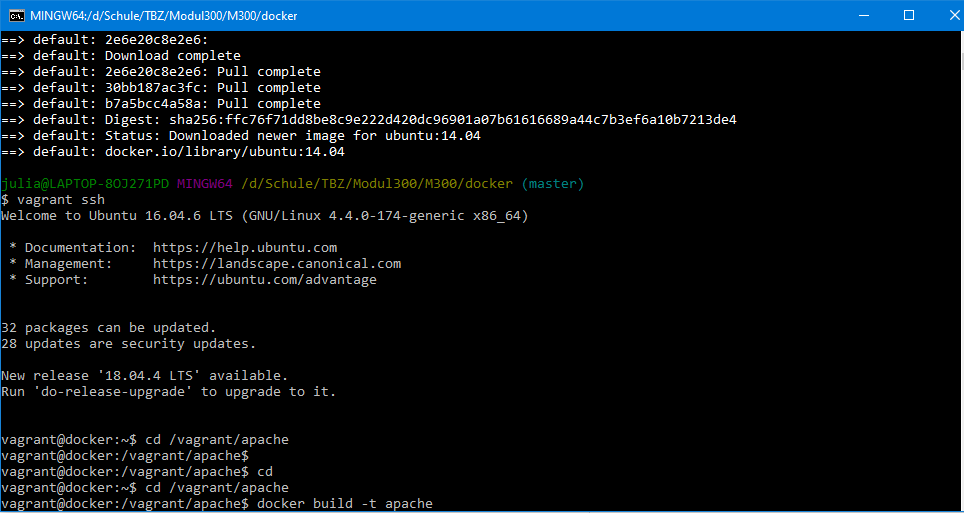 MINGW64:/d/Schule/TBZ/Modul300/M300/docker
==> default: 2e6e20c8e2e6:
==> default: Download complete
==> default: 2e6e20c8e2e6: Pull complete
==> default: 30bb187ac3fc: Pull complete
==> default: b7a5bcc4a58a: Pull complete
==> default: Digest: sha256:ffc76f71dd8be8c9e222d420dc96901a07b61616689a44c7b3ef6a10b7213de4
==> default: Status: Downloaded newer image for ubuntu:14.04
==> default: docker.io/library/ubuntu:14.04
julia@LAPTOP-8OJ271PD MINGW64 /d/Schule/TBZ/Modul300/M300/docker (master)
$ vagrant ssh
Welcome to Ubuntu 16.04.6 LTS (GNU/Linux 4.4.0-174-generic x86_64)
* Documentation:  https://help.ubuntu.com
* Management:     https://landscape.canonical.com
* Support:        https://ubuntu.com/advantage
32 packages can be updated.
28 updates are security updates.
New release '18.04.4 LTS' available.
Run 'do-release-upgrade' to upgrade to it.
vagrant@docker:~$ cd /vagrant/apache
vagrant@docker:/vagrant/apache$
vagrant@docker:/vagrant/apache$ cd
vagrant@docker:~$ cd /vagrant/apache
vagrant@docker:/vagrant/apache$ docker build -t apache